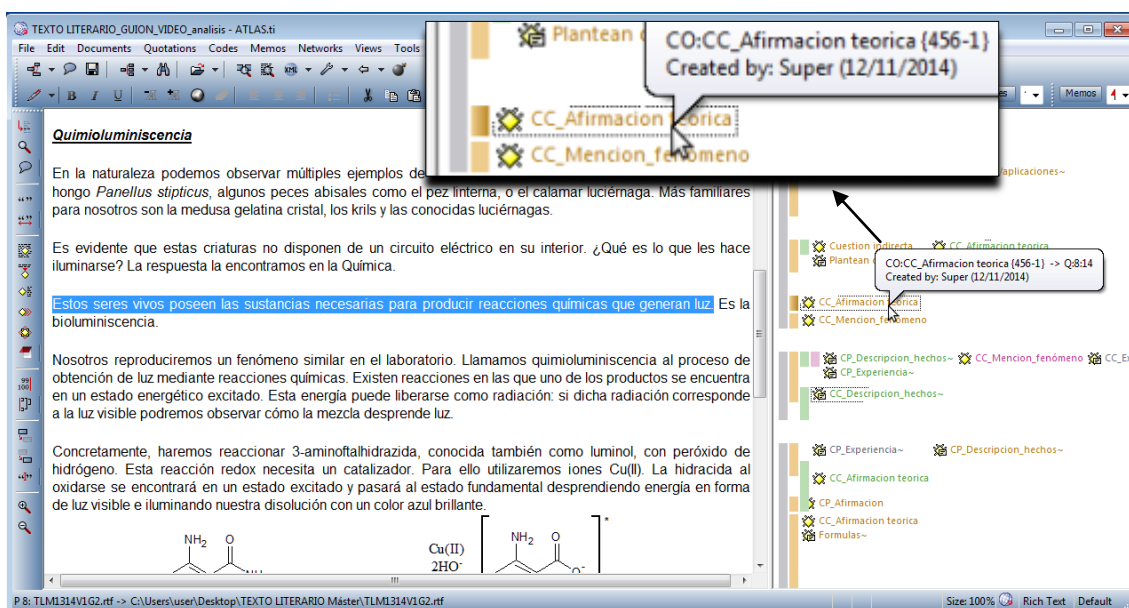 TEXTO LITERARIO_GUION_VIDEO_analisis - ATLAS.ti
File Edit Documents Quotations Codes Memos Networks Views Tools
B I U
Memos
Plantean
CO:CC_Afirmacion teorica {456-1}
Created by: Super (12/11/2014)
CC_Afirmacion teorica
CC_Mencion_fenomeno
Quimioluminiscencia
En la naturaleza podemos observar múltiples ejemplos de
hongo Panellus stipticus, algunos peces abisales como el pez linterna, o el calamar luciérnaga. Más familiares
para nosotros son la medusa gelatina cristal, los krils y las conocidas luciérnagas.
Es evidente que estas criaturas no disponen de un circuito eléctrico en su interior. ¿Qué es lo que les hace
iluminarse? La respuesta la encontramos en la Química.
Estos seres vivos poseen las sustancias necesarias para producir reacciones químicas que generan luz. Es la
bioluminiscencia.
Nosotros reproduciremos un fenómeno similar en el laboratorio. Llamamos quimioluminiscencia al proceso de
obtención de luz mediante reacciones químicas. Existen reacciones en las que uno de los productos se encuentra
en un estado energético excitado. Esta energía puede liberarse como radiación: si dicha radiación corresponde
a la luz visible podremos observar cómo la mezcla desprende luz.
Concretamente, haremos reaccionar 3-aminoftalhidrazida, conocida también como luminol, con peróxido de
hidrógeno. Esta reacción redox necesita un catalizador. Para ello utilizaremos iones Cu(II). La hidracida al
oxidarse se encontrará en un estado excitado y pasará al estado fundamental desprendiendo energía en forma
de luz visible e iluminando nuestra disolución con un color azul brillante.
NH2 O
Cu(II)
2HO-
NH2 O
O-
*
aplicaciones~
Cuestion indirecta CC_Afirmacion teorica
Plantean
CO:CC_Afirmacion teorica {456-1} -> Q:8:14
Created by: Super (12/11/2014)
CC_Afirmacion teorica
CC_Mencion_fenomeno
CP_Descripcion_hechos~ CC_Mencion_fenómeno CC_Ex
CP_Experiencia~
CC_Descripcion_hechos~
CP_Experiencia~ CP_Descripcion_hechos~
CC_Afirmacion teorica
CP_Afirmacion
CC_Afirmacion teorica
Formulas~
P 8: TLM1314V1G2.rtf -> C:\Users\user\Desktop\TEXTO LITERARIO Máster\TLM1314V1G2.rtf
Size: 100% Rich Text Default